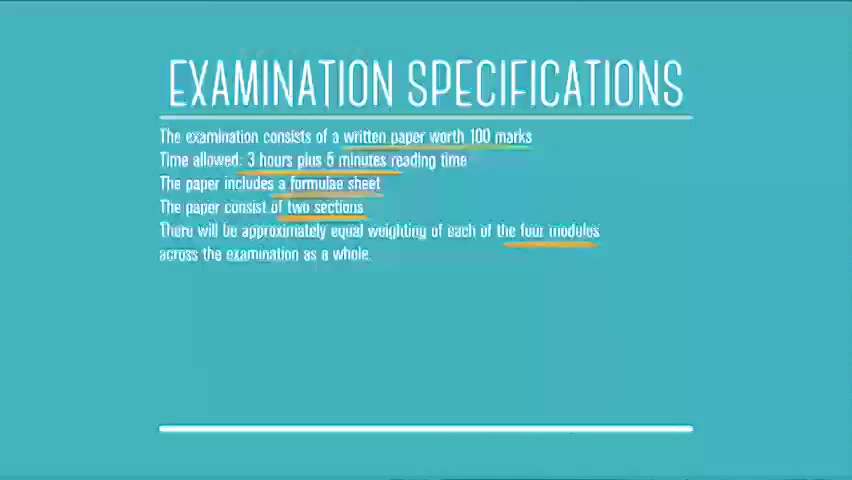 EXAMINATION SPECIFICATIONS
The examination consists of a written paper worth 100 marks
Time allowed: 3 hours plus 5 minutes reading time
The paper includes a formulae sheet
The paper consist of two sections
There will be approximately equal weighting of each of the four modules
across the examination as a whole.